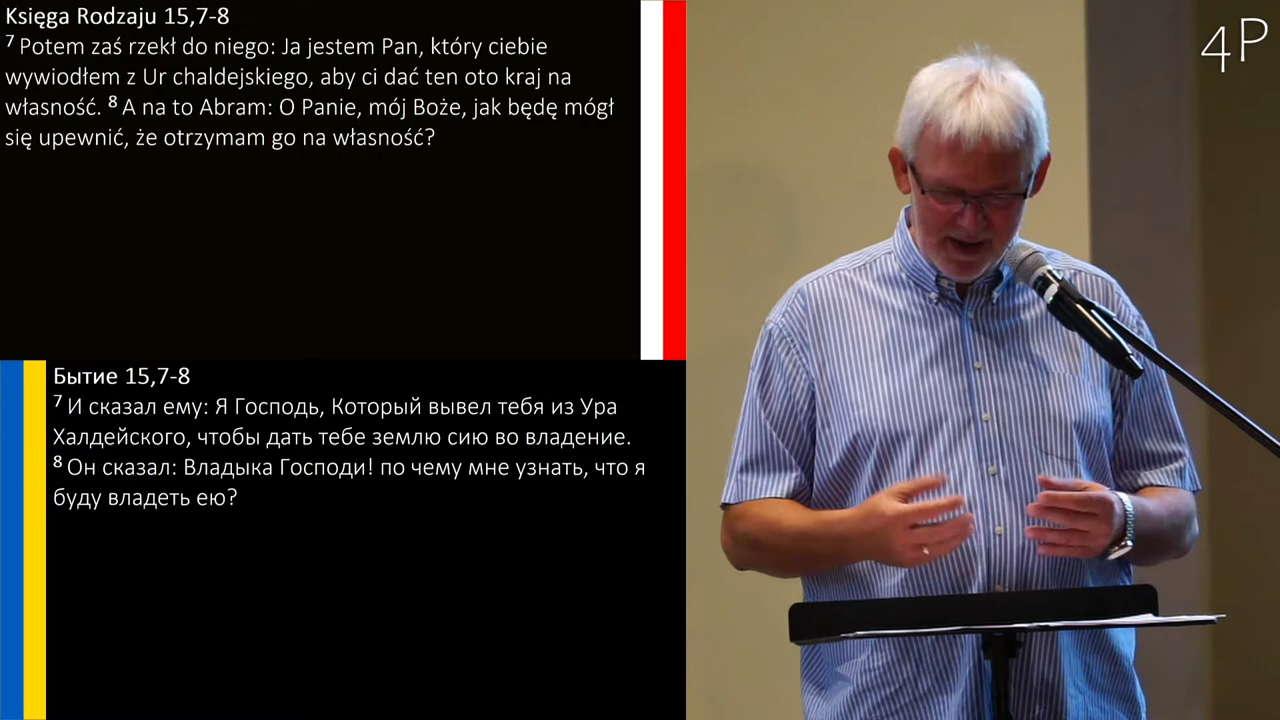 Księga Rodzaju 15,7-8
⁷ Potem zaś rzekł do niego: Ja jestem Pan, który ciebie
wywiodłem z Ur chaldejskiego, aby ci dać ten oto kraj na
własność. ⁸ A na to Abram: O Panie, mój Boże, jak będę mógł
się upewnić, że otrzymam go na własność?
Бытие 15,7-8
⁷ И сказал ему: Я Господь, Который вывел тебя из Ура
Халдейского, чтобы дать тебе землю сию во владение.
⁸ Он сказал: Владыка Господи! по чему мне узнать, что я
буду владеть ею?
4P